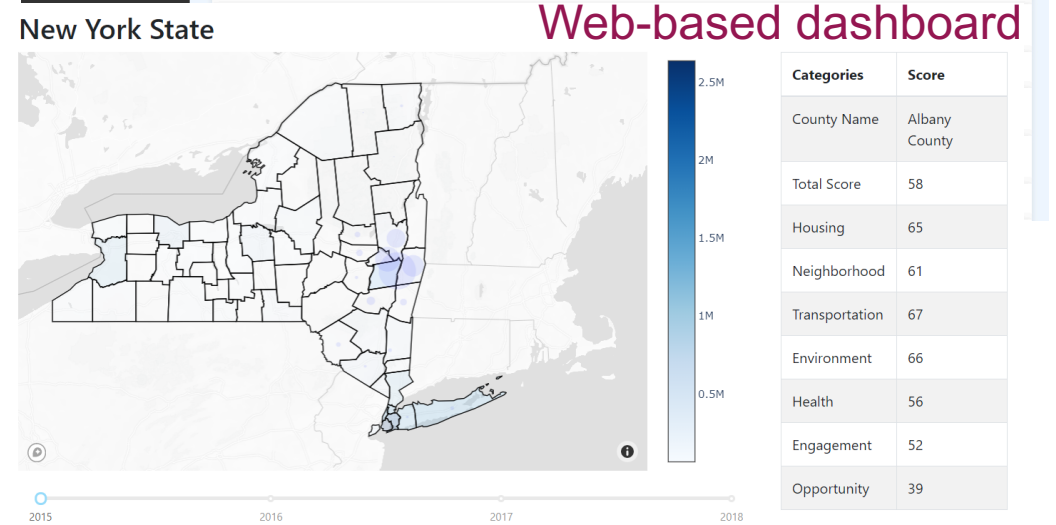 New York State
Web-based dashboard
2.5M
2M
1.5M
1M
0.5M
Categories Score
County Name Albany
County
Total Score 58
Housing 65
Neighborhood 61
Transportation 67
Environment 66
Health 56
Engagement 52
Opportunity 39
2015 2016 2017 2018